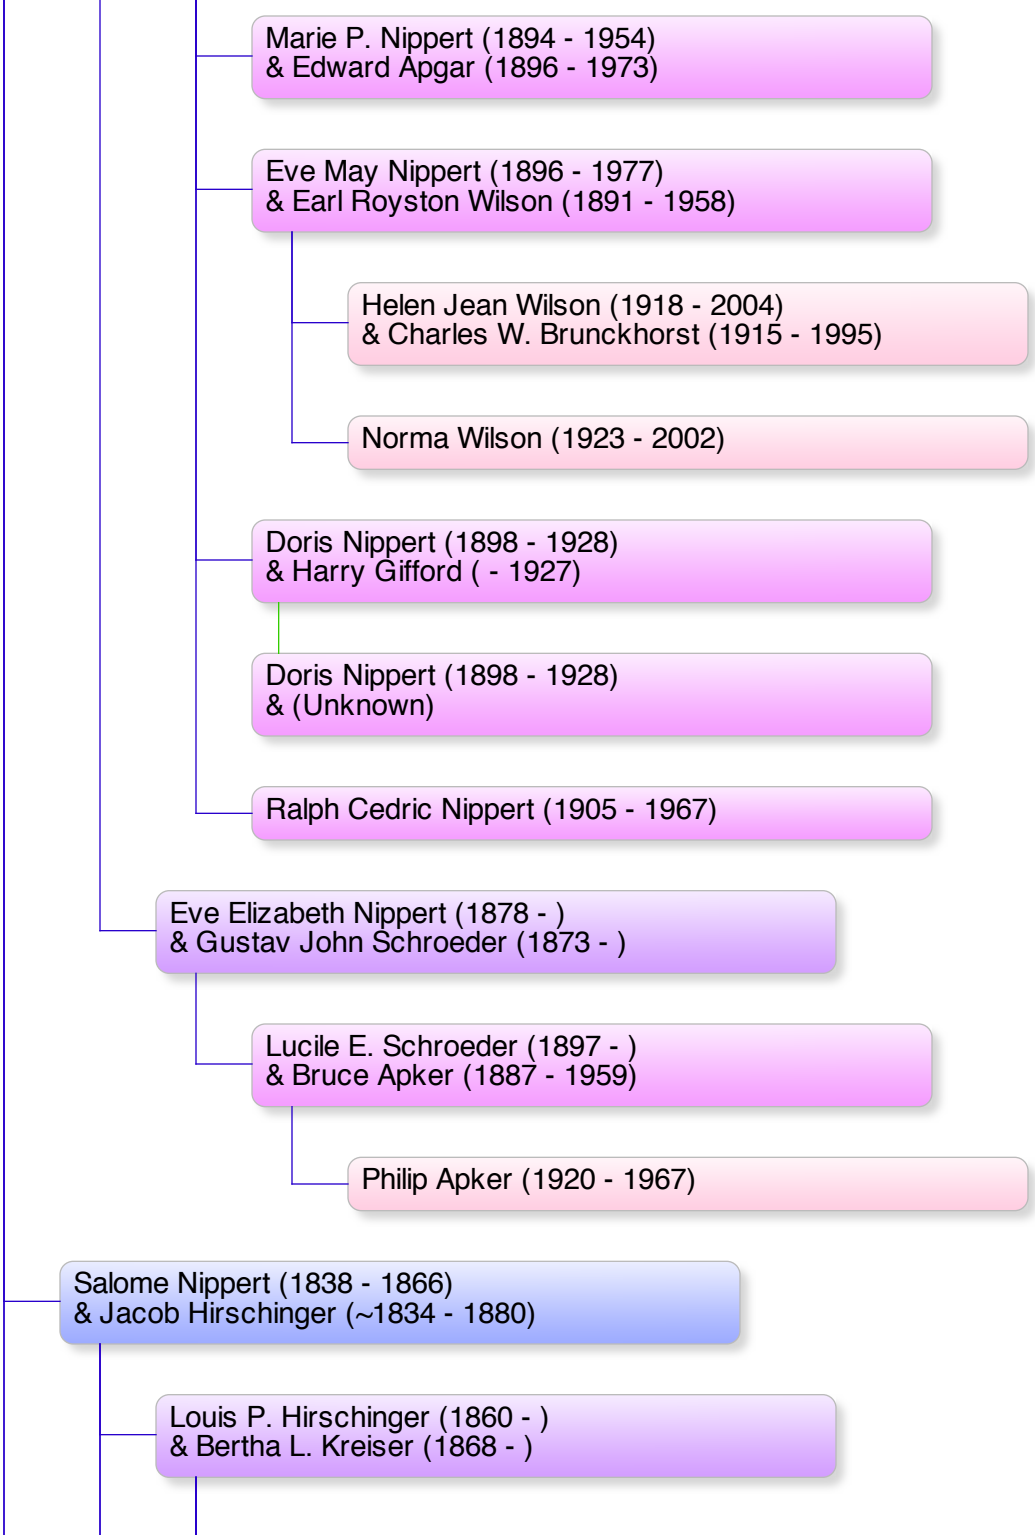 Marie P. Nippert (1894 - 1954)
& Edward Apgar (1896 - 1973)
Eve May Nippert (1896 - 1977)
& Earl Royston Wilson (1891 - 1958)
Helen Jean Wilson (1918 - 2004)
& Charles W. Brunckhorst (1915 - 1995)
Norma Wilson (1923 - 2002)
Doris Nippert (1898 - 1928)
& Harry Gifford ( - 1927)
Doris Nippert (1898 - 1928)
& (Unknown)
Ralph Cedric Nippert (1905 - 1967)
Eve Elizabeth Nippert (1878 - )
& Gustav John Schroeder (1873 - )
Lucile E. Schroeder (1897 - )
& Bruce Apker (1887 - 1959)
Philip Apker (1920 - 1967)
Salome Nippert (1838 - 1866)
& Jacob Hirschinger (~1834 - 1880)
Louis P. Hirschinger (1860 - )
& Bertha L. Kreiser (1868 - )